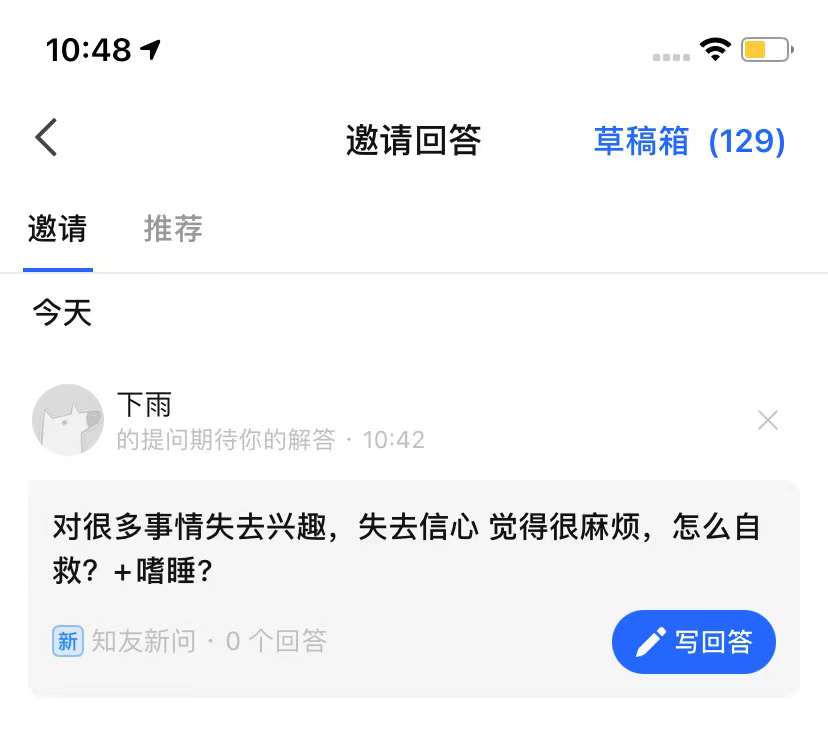 10:48
邀请回答
草稿箱 (129)
邀请
推荐
今天
下雨
的提问期待你的解答 · 10:42
对很多事情失去兴趣，失去信心 觉得很麻烦，怎么自
救？+嗜睡?
新 知友新问 · 0 个回答
写回答